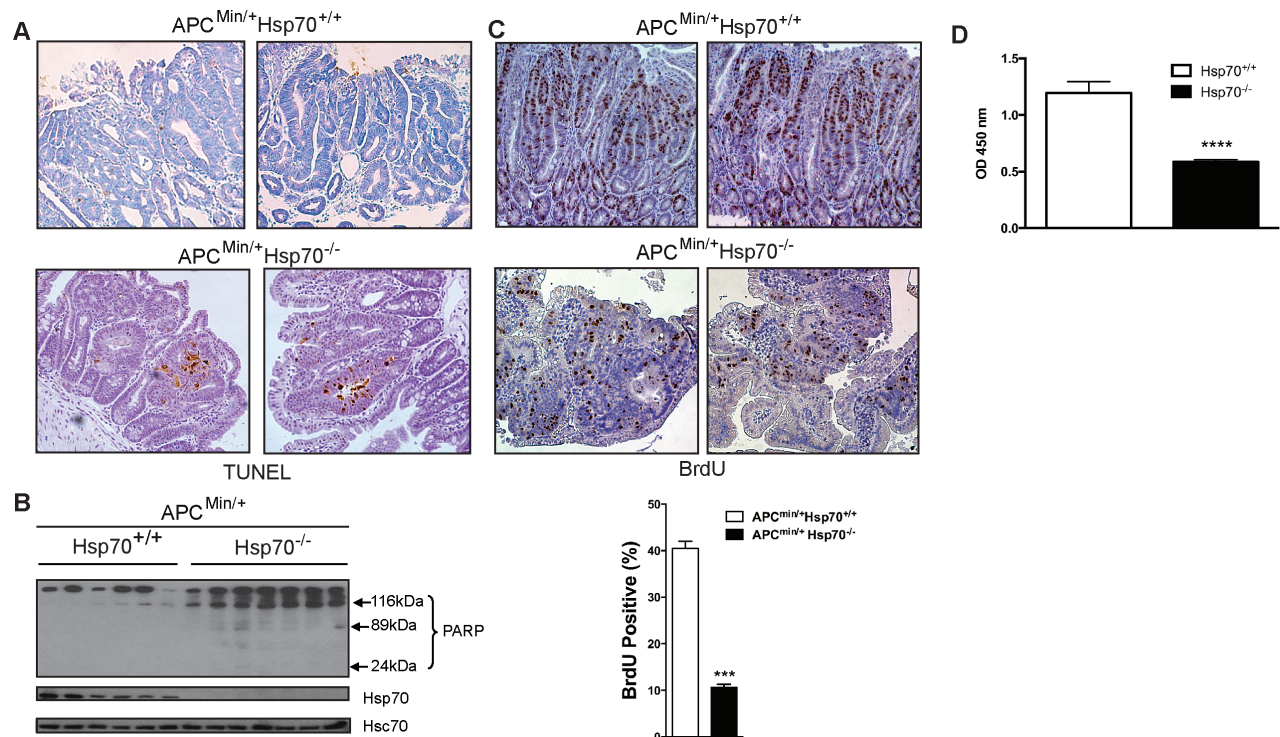 A
APC Min/+ Hsp70 +/+
APC Min/+ Hsp70 -/-
TUNEL
B
APC Min/+
Hsp70 +/+
Hsp70 -/-
116kDa
89kDa
24kDa
PARP
Hsp70
Hsc70
C
APC Min/+ Hsp70 +/+
APC Min/+ Hsp70 -/-
BrdU
BrdU Positive (%)
50
40
30
20
10
0
***
APC min/+ Hsp70 +/+
APC min/+ Hsp70 -/-
D
OD 450 nm
1.5
1.0
0.5
0.0
****
Hsp70 +/+
Hsp70 -/-